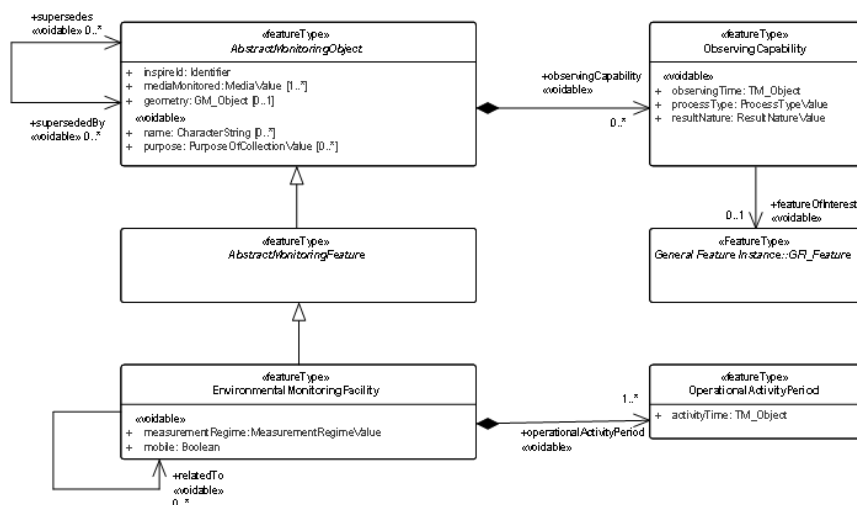 +supersedes
«voidable» 0..*
+supersededBy
«voidable» 0..*
«featureType»
AbstractMonitoringObject
+ inspireId: Identifier
+ mediaMonitored: MediaValue [1..*]
+ geometry: GM_Object [0..1]
«voidable»
+ name: CharacterString [0..*]
+ purpose: PurposeOfCollectionValue [0..*]
+observingCapability
«voidable»
0..*
«featureType»
ObservingCapability
«voidable»
+ observingTime: TM_Object
+ processType: ProcessTypeValue
+ resultNature: ResultNatureValue
+featureOfInterest
0..1 «voidable»
«featureType»
AbstractMonitoringFeature
«FeatureType»
General Feature Instance::GFI_Feature
«featureType»
EnvironmentalMonitoringFacility
«voidable»
+ measurementRegime: MeasurementRegimeValue
+ mobile: Boolean
+relatedTo
«voidable»
0..*
1..*
+operationalActivityPeriod
«voidable»
«featureType»
OperationalActivityPeriod
+ activityTime: TM_Object